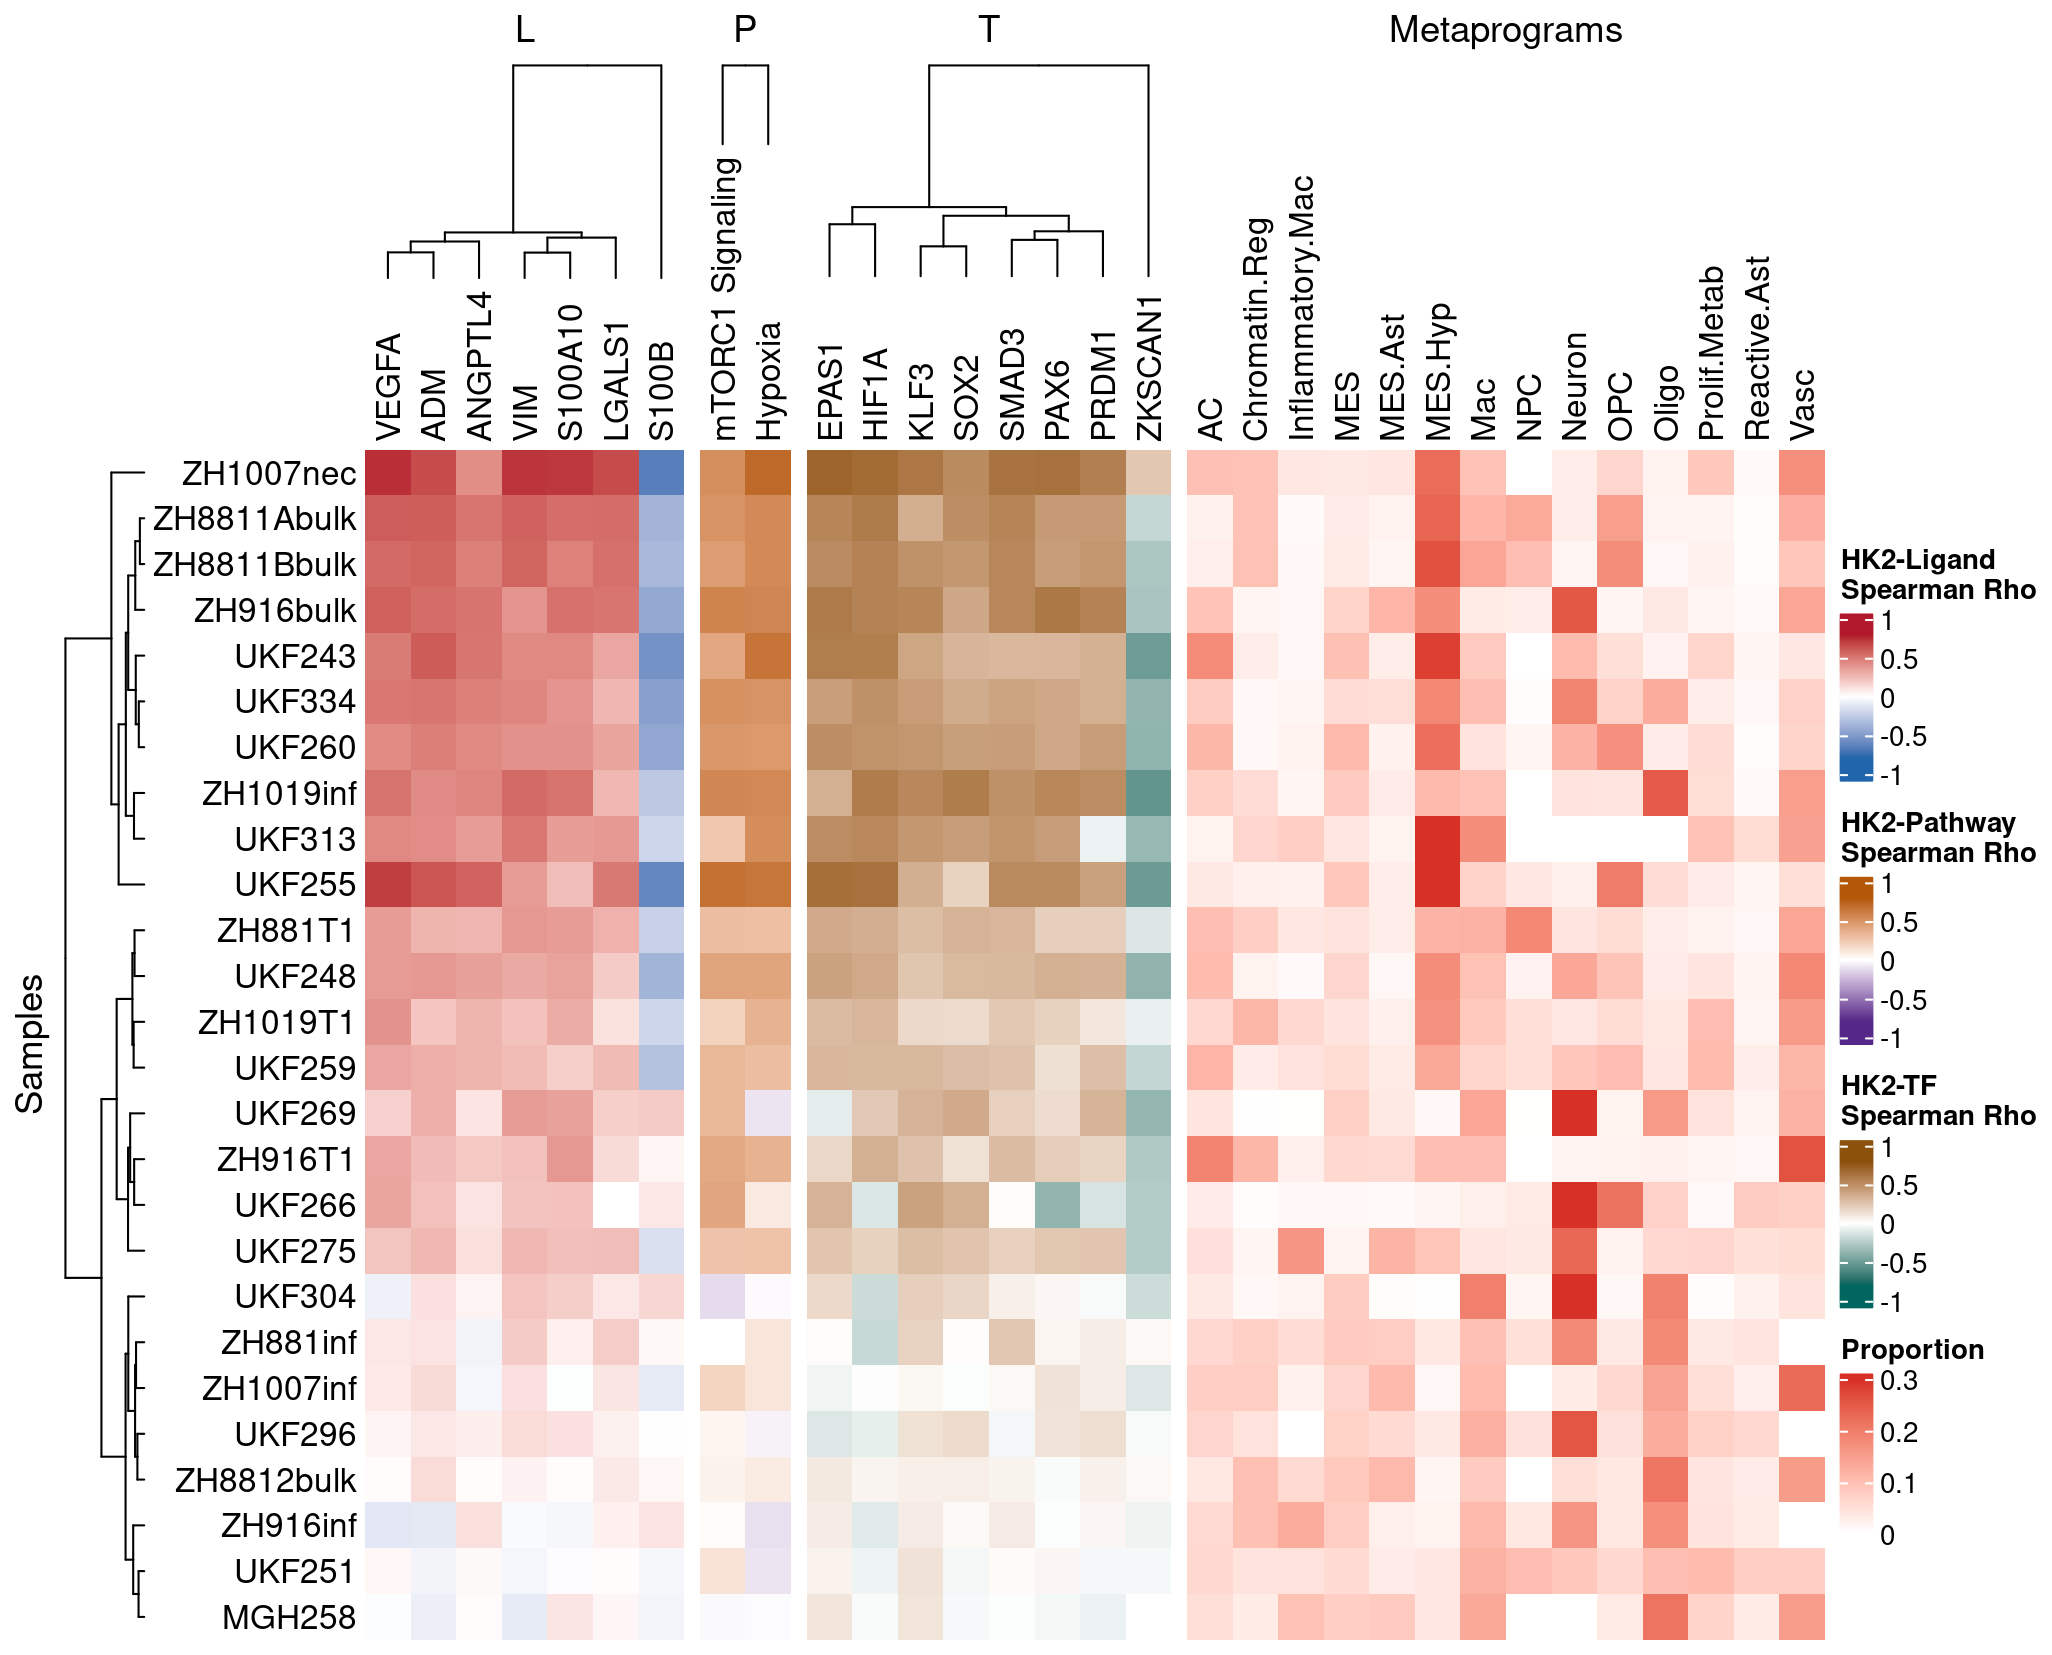 L
P
T
Metaprograms
VEGFA
ADM
ANGPTL4
VIM
S100A10
LGALS1
S100B
mTORC1 Signaling
Hypoxia
EPAS1
HIF1A
KLF3
SOX2
SMAD3
PAX6
PRDM1
ZKSCAN1
AC
Chromatin.Reg
Inflammatory.Mac
MES
MES.Ast
MES.Hyp
Mac
NPC
Neuron
OPC
Oligo
Prolif.Metab
Reactive.Ast
Vasc
Samples
ZH1007nec
ZH8811Abulk
ZH8811Bbulk
ZH916bulk
UKF243
UKF334
UKF260
ZH1019inf
UKF313
UKF255
ZH881T1
UKF248
ZH1019T1
UKF259
UKF269
ZH916T1
UKF266
UKF275
UKF304
ZH881inf
ZH1007inf
UKF296
ZH8812bulk
ZH916inf
UKF251
MGH258
HK2-Ligand
Spearman Rho
1
0.5
0
-0.5
-1
HK2-Pathway
Spearman Rho
1
0.5
0
-0.5
-1
HK2-TF
Spearman Rho
1
0.5
0
-0.5
-1
Proportion
0.3
0.2
0.1
0